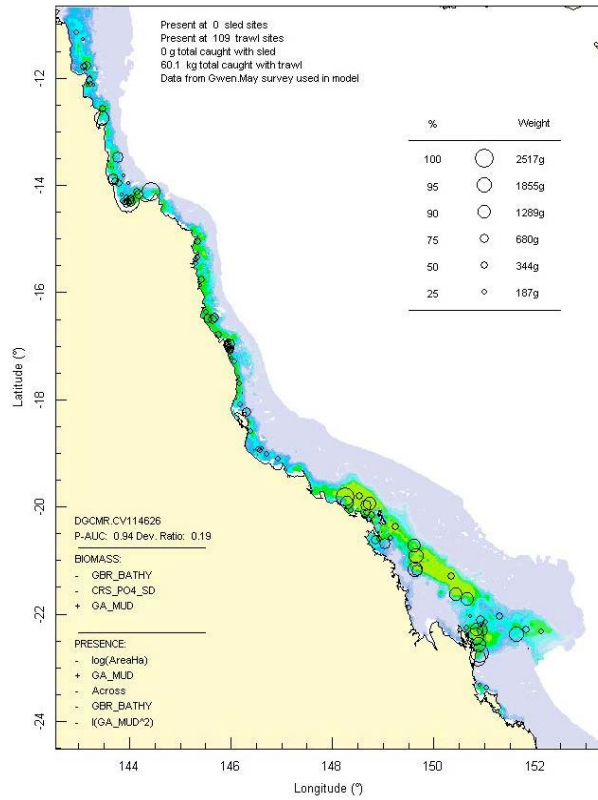 Present at 0 sled sites
Present at 109 trawl sites
0 g total caught with sled
60.1 kg total caught with trawl
Data from Gwen.May survey used in model
% Weight
100 2517g
95 1855g
90 1289g
75 680g
50 344g
25 187g
Latitude (°)
-12
-14
-16
-18
-20
-22
-24
DGCMR.CV114626
P-AUC: 0.94 Dev. Ratio: 0.19
BIOMASS:
- GBR_BATHY
- CRS_PO4_SD
+ GA_MUD
PRESENCE:
- log(AreaHa)
+ GA_MUD
- Across
- GBR_BATHY
- I(GA_MUD^2)
144 146 148 150 152
Longitude (°)